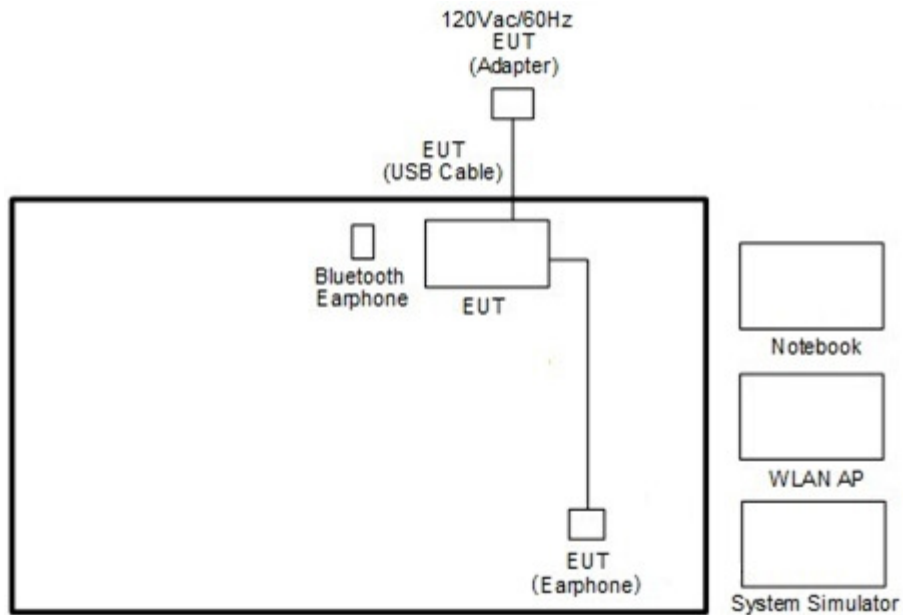 120Vac/60Hz
EUT
(Adapter)
EUT
(USB Cable)
Bluetooth
Earphone
EUT
Notebook
WLAN AP
EUT
(Earphone)
System Simulator